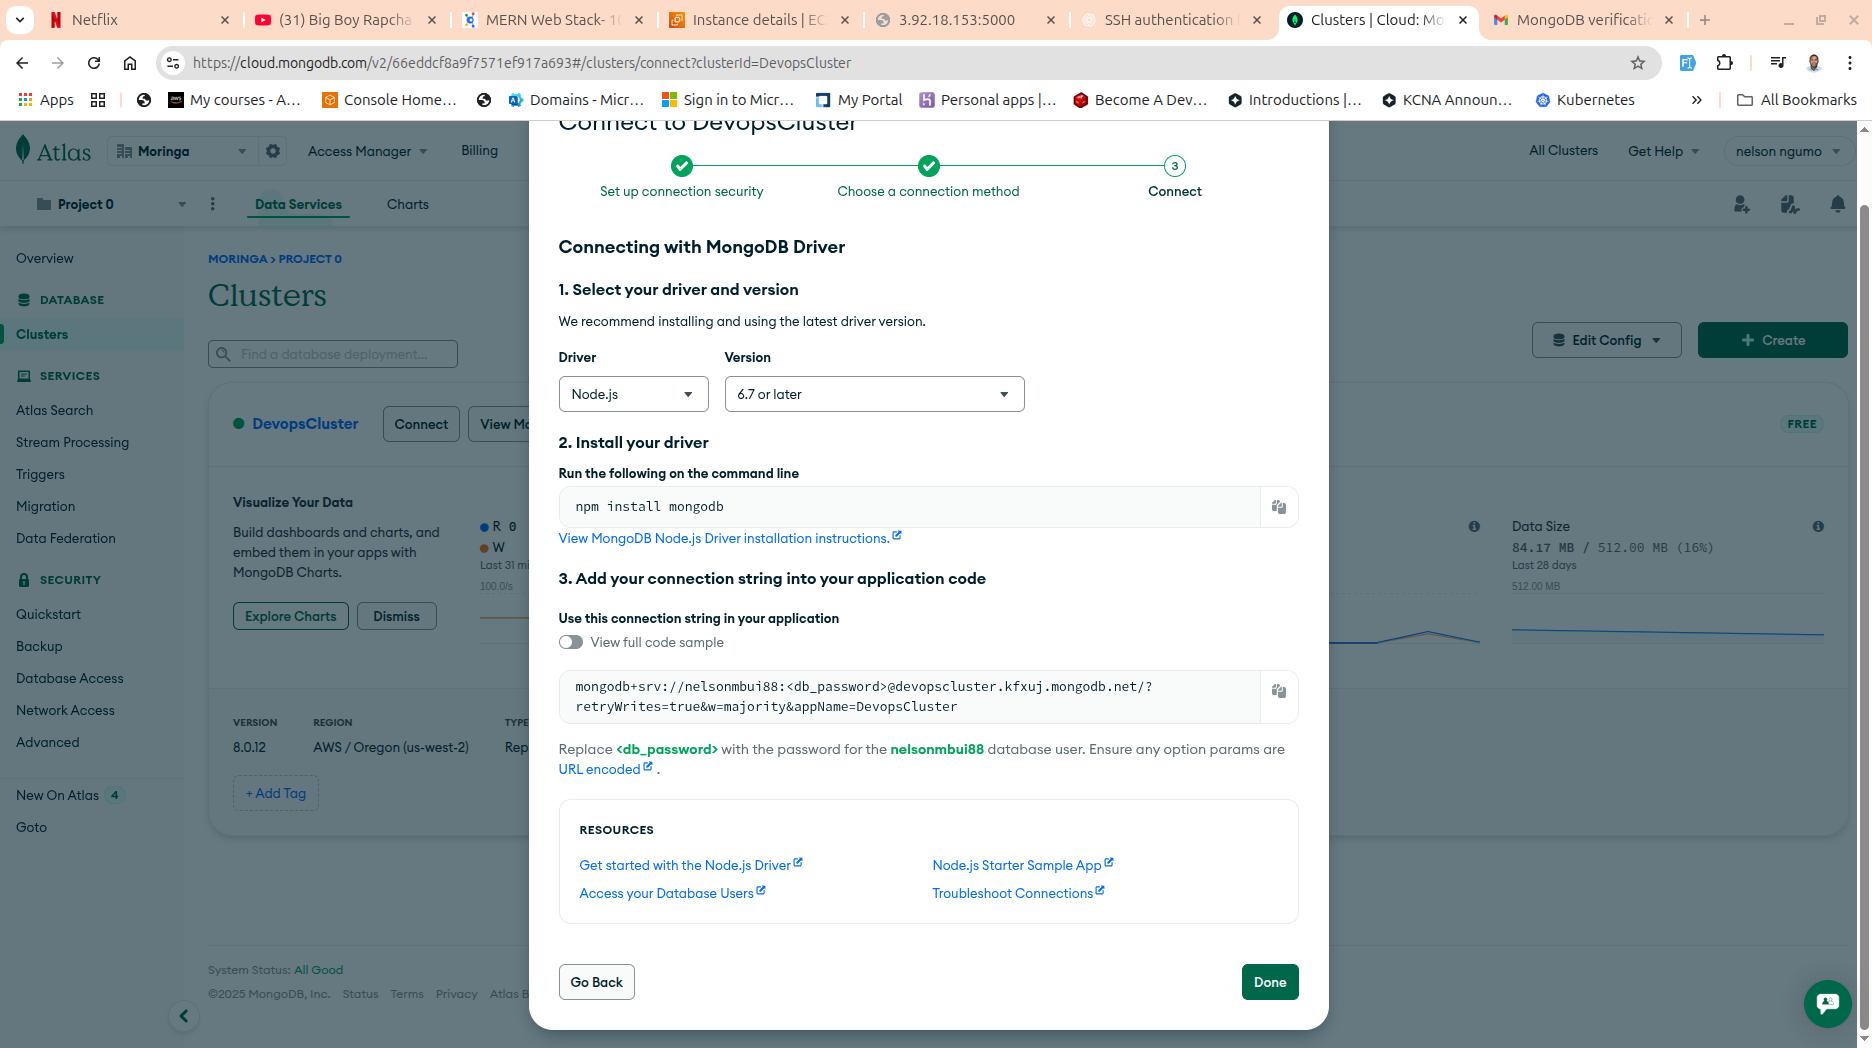 Netflix
(31) Big Boy Rapcha
MERN Web Stack- 10
Instance details | EC
3.92.18.153:5000
SSH authentication
Clusters | Cloud: Mo
MongoDB verificati
https://cloud.mongodb.com/v2/66eddcf8a9f7571ef917a693#/clusters/connect?clusterId=DevopsCluster
Apps
My courses - A...
Console Home...
Domains - Micr...
Sign in to Micr...
My Portal
Personal apps |...
Become A Dev...
Introductions |...
KCNA Announ...
Kubernetes
All Bookmarks
Atlas
Moringa
Access Manager
Billing
All Clusters
Get Help
nelson ngumo
Project 0
Data Services
Charts
Overview
DATABASE
Clusters
SERVICES
Atlas Search
Stream Processing
Triggers
Migration
Data Federation
SECURITY
Quickstart
Backup
Database Access
Network Access
Advanced
New On Atlas 4
Goto
MORINGA > PROJECT 0
Clusters
Find a database deployment...
Edit Config
+ Create
DevopsCluster
Connect
View Mo
FREE
Visualize Your Data
Build dashboards and charts, and
embed them in your apps with
MongoDB Charts.
Explore Charts
Dismiss
R 0
W
Last 31 mi
100.0/s
Data Size
84.17 MB / 512.00 MB (16%)
Last 28 days
512.00 MB
VERSION
8.0.12
REGION
AWS / Oregon (us-west-2)
TYPE
Rep
+ Add Tag
System Status: All Good
©2025 MongoDB, Inc. Status Terms Privacy Atlas B
Connect to DevopsCluster
Set up connection security
Choose a connection method
3
Connect
Connecting with MongoDB Driver
1. Select your driver and version
We recommend installing and using the latest driver version.
Driver
Version
Node.js
6.7 or later
2. Install your driver
Run the following on the command line
npm install mongodb
View MongoDB Node.js Driver installation instructions.
3. Add your connection string into your application code
Use this connection string in your application
View full code sample
mongodb+srv://nelsonmbui88:<db_password>@devopscluster.kfxuj.mongodb.net/?
retryWrites=true&w=majority&appName=DevopsCluster
Replace <db_password> with the password for the nelsonmbui88 database user. Ensure any option params are
URL encoded .
RESOURCES
Get started with the Node.js Driver
Node.js Starter Sample App
Access your Database Users
Troubleshoot Connections
Go Back
Done